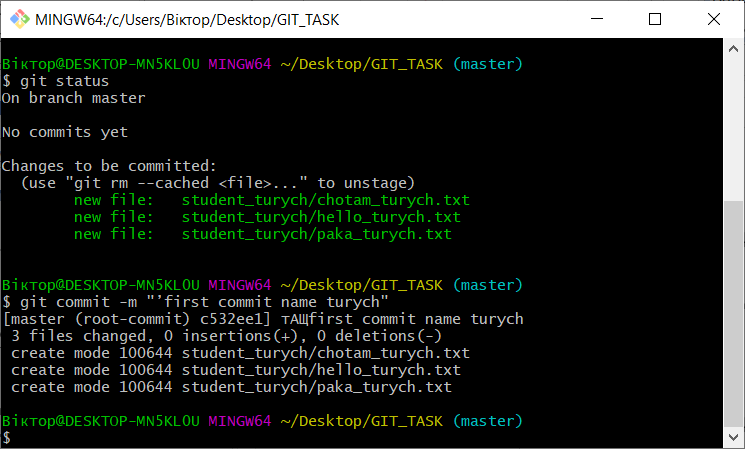 MINGW64:/c/Users/Віктор/Desktop/GIT_TASK
Віктор@DESKTOP-MN5KL0U MINGW64 ~/Desktop/GIT_TASK (master)
$ git status
On branch master
No commits yet
Changes to be committed:
(use "git rm --cached <file>..." to unstage)
new file: student_turych/chotam_turych.txt
new file: student_turych/hello_turych.txt
new file: student_turych/paka_turych.txt
Віктор@DESKTOP-MN5KL0U MINGW64 ~/Desktop/GIT_TASK (master)
$ git commit -m "’first commit name turych"
[master (root-commit) c532ee1] тАЩfirst commit name turych
3 files changed, 0 insertions(+), 0 deletions(-)
create mode 100644 student_turych/chotam_turych.txt
create mode 100644 student_turych/hello_turych.txt
create mode 100644 student_turych/paka_turych.txt
Віктор@DESKTOP-MN5KL0U MINGW64 ~/Desktop/GIT_TASK (master)
$